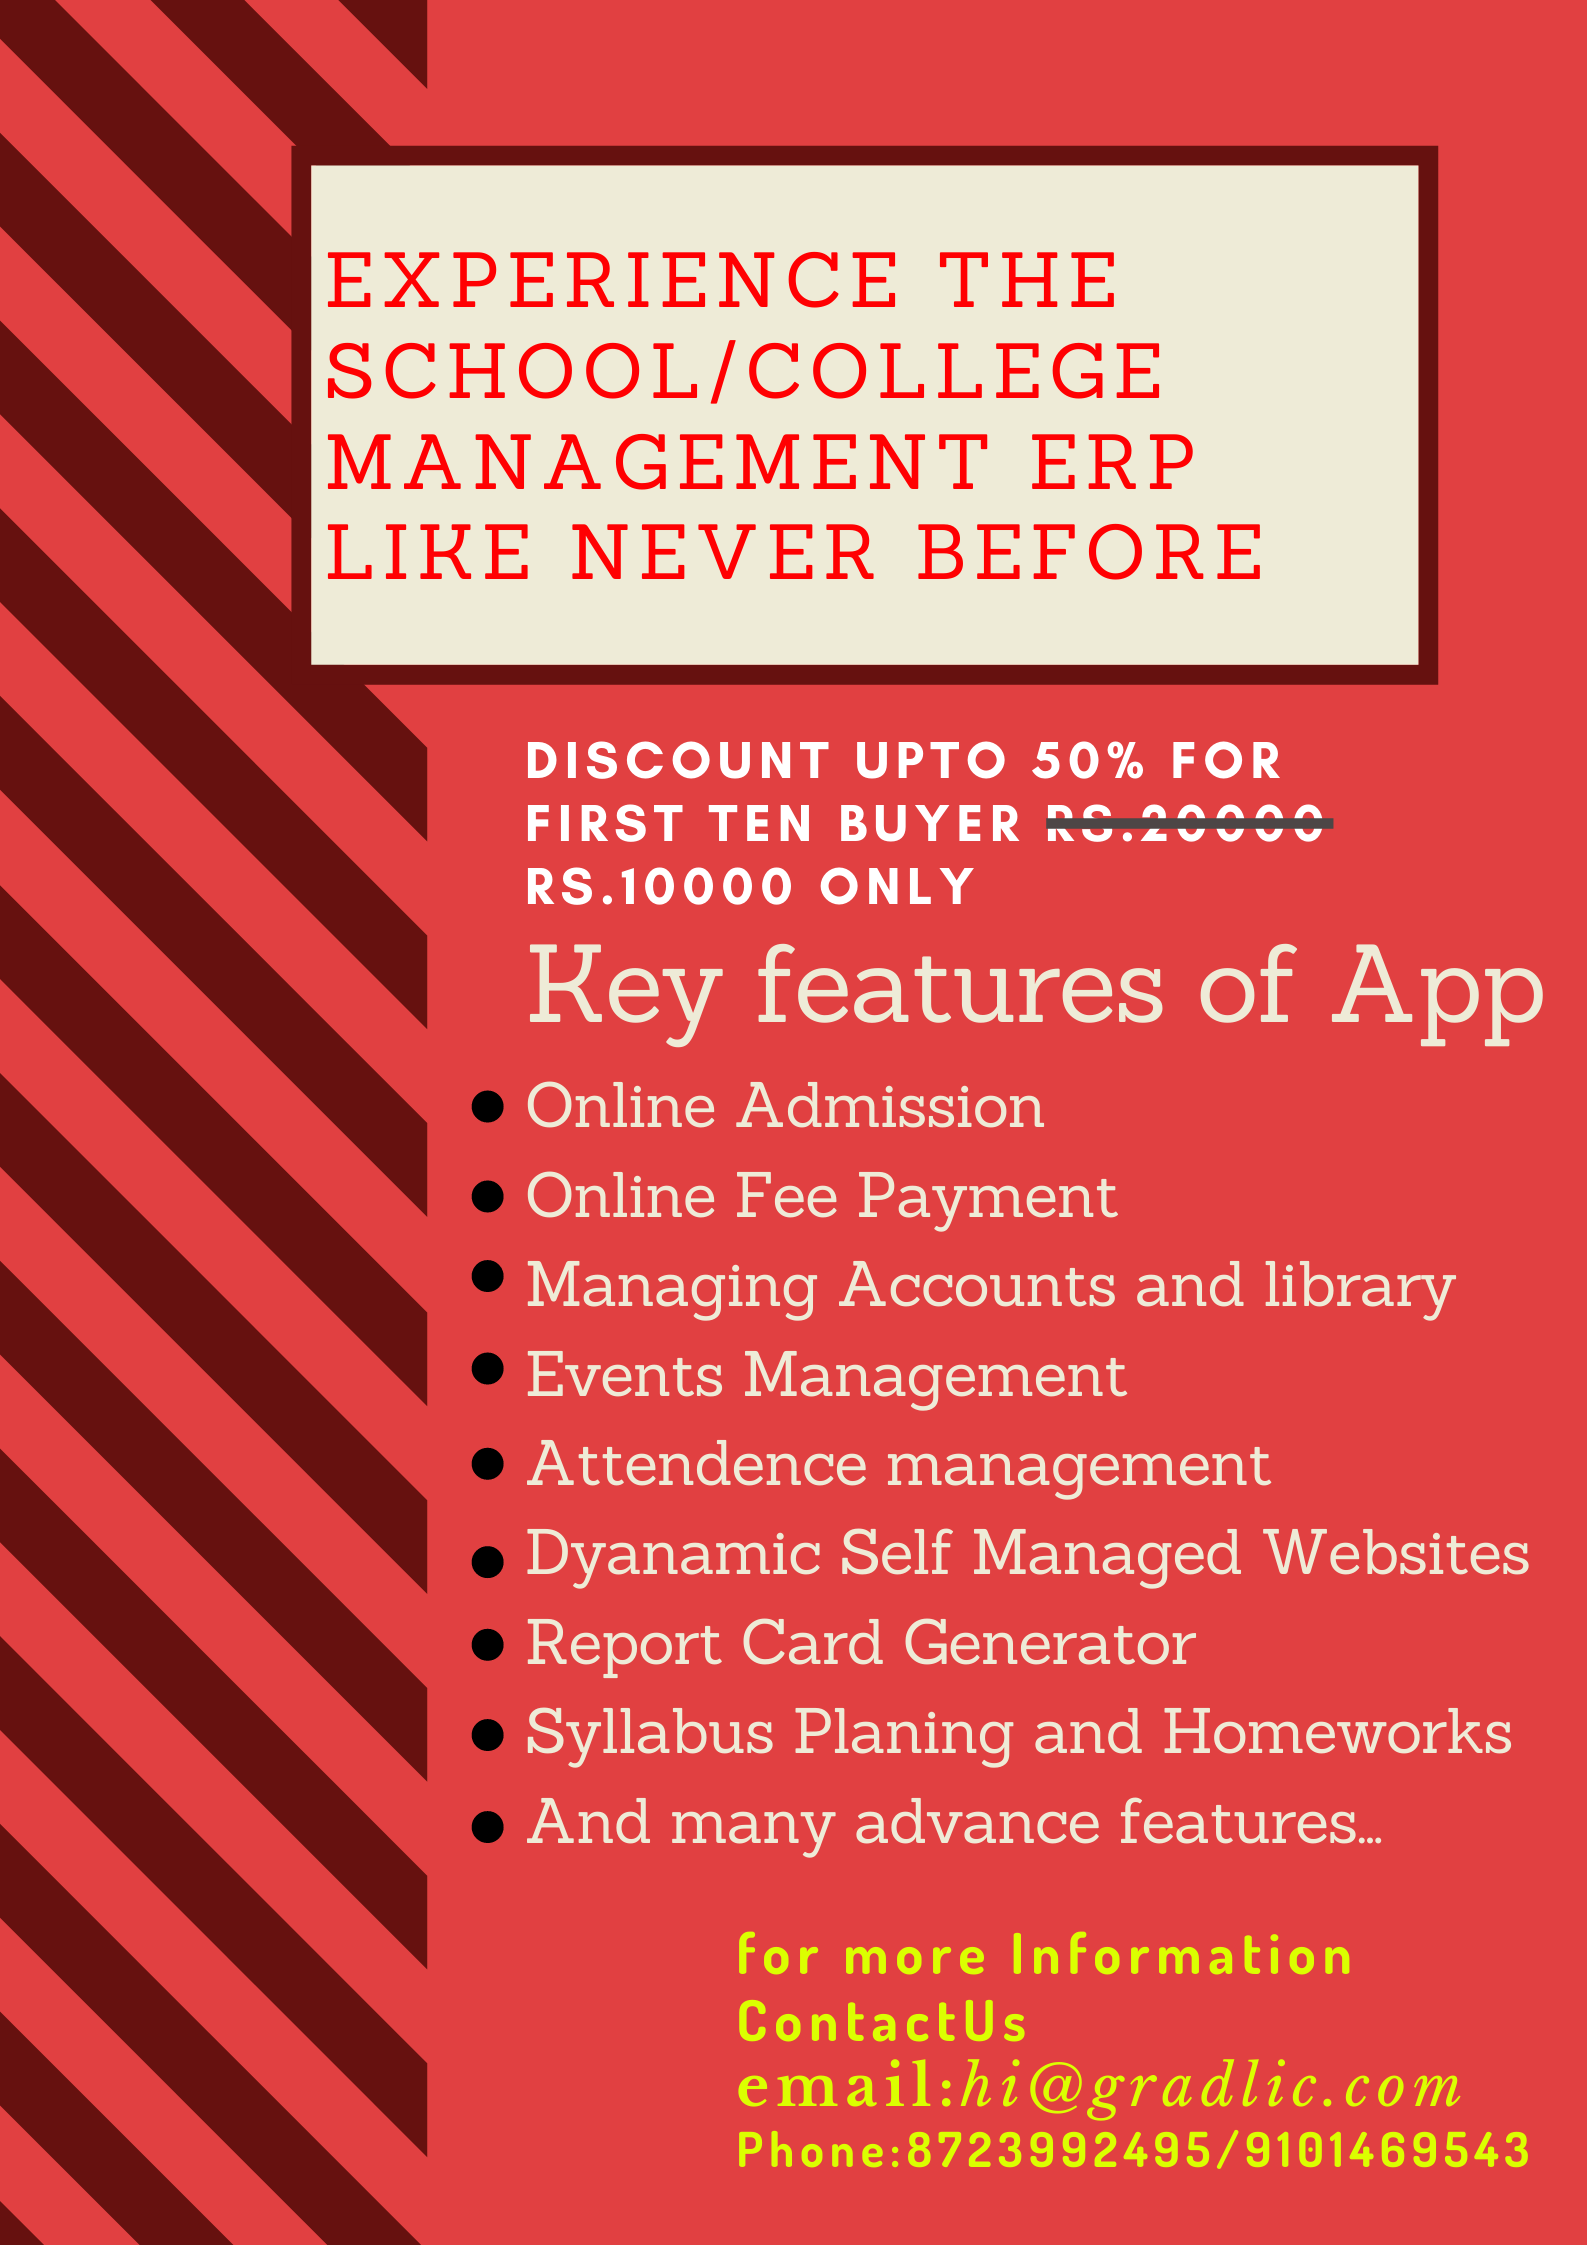 EXPERIENCE THE
SCHOOL/COLLEGE
MANAGEMENT ERP
LIKE NEVER BEFORE
DISCOUNT UPTO 50% FOR
FIRST TEN BUYER RS.20000
RS.10000 ONLY
Key features of App
Online Admission
Online Fee Payment
Managing Accounts and library
Events Management
Attendence management
Dyanamic Self Managed Websites
Report Card Generator
Syllabus Planing and Homeworks
And many advance features...
for more Information
ContactUs
email:hi@gradlic.com
Phone:8723992495/9101469543